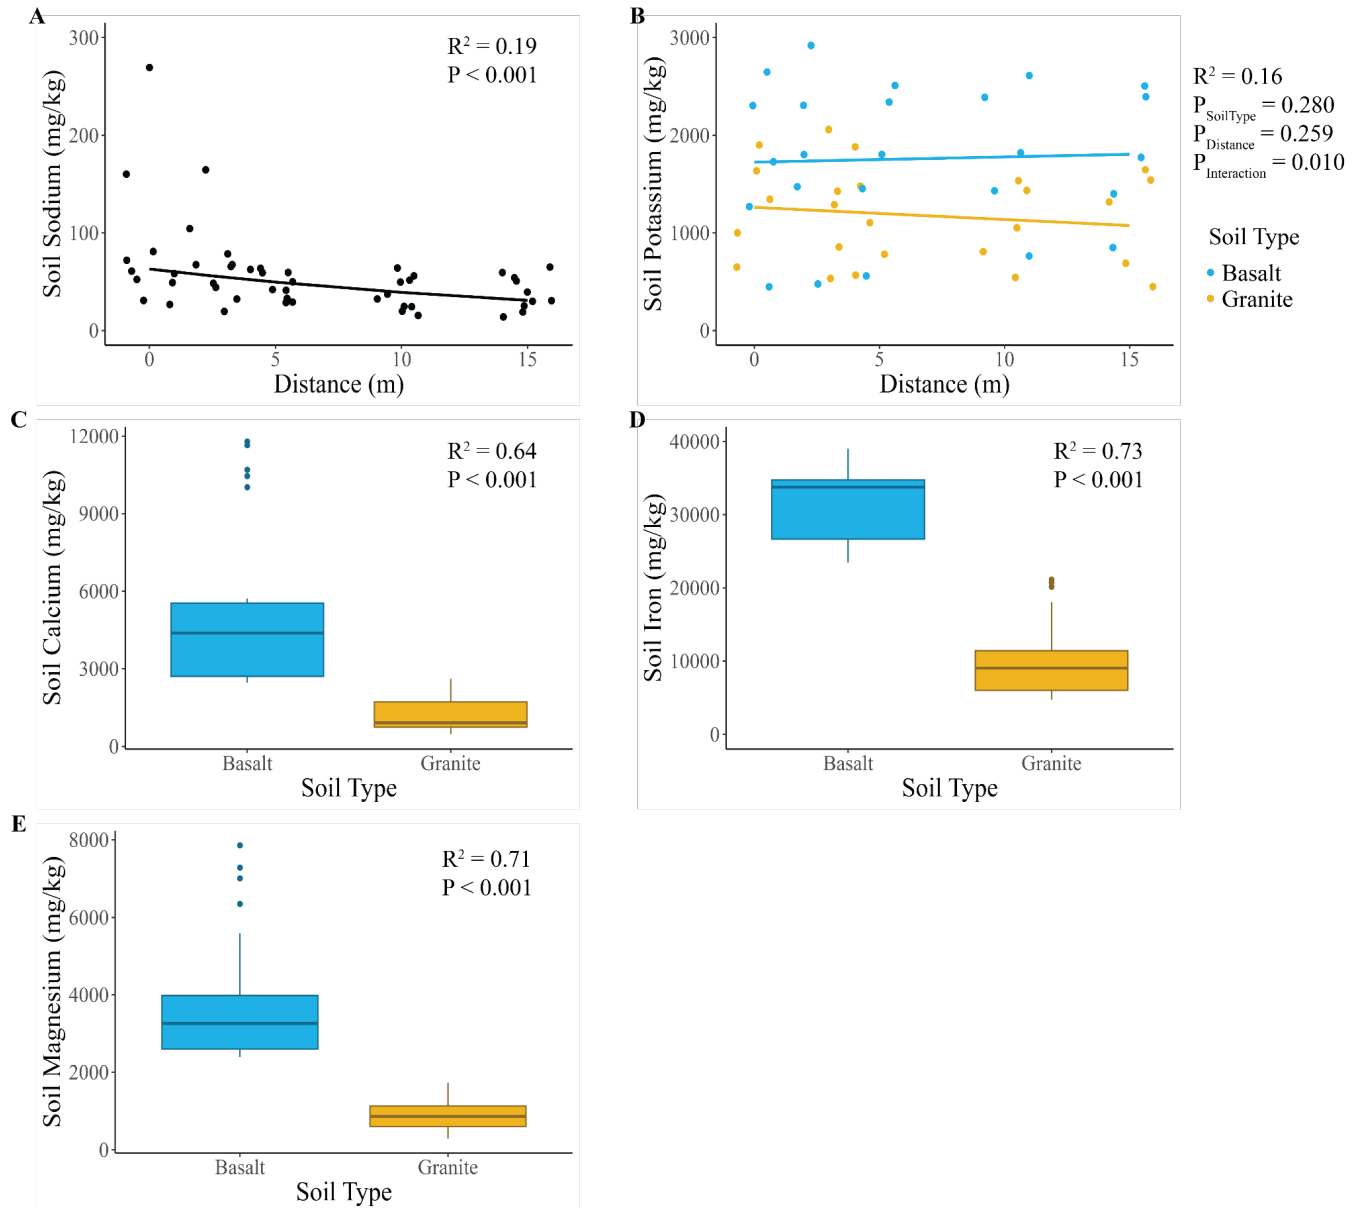 A
Soil Sodium (mg/kg)
300
200
100
0
R² = 0.19
P < 0.001
0 5 10 15
Distance (m)
B
Soil Potassium (mg/kg)
3000
2000
1000
0
0 5 10 15
Distance (m)
R² = 0.16
PSoilType = 0.280
PDistance = 0.259
PInteraction = 0.010
Soil Type
Basalt
Granite
C
Soil Calcium (mg/kg)
12000
9000
6000
3000
0
R² = 0.64
P < 0.001
Basalt Granite
Soil Type
D
Soil Iron (mg/kg)
40000
30000
20000
10000
0
R² = 0.73
P < 0.001
Basalt Granite
Soil Type
E
Soil Magnesium (mg/kg)
8000
6000
4000
2000
0
R² = 0.71
P < 0.001
Basalt Granite
Soil Type